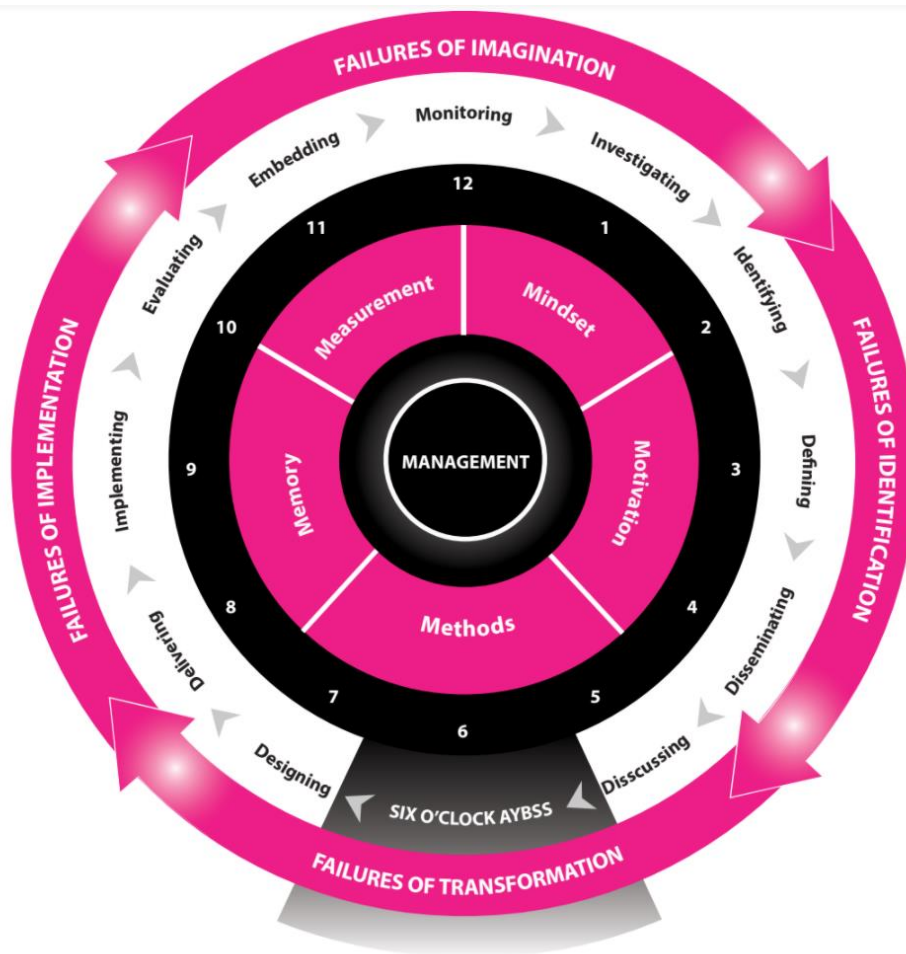 FAILURES OF IMAGINATION
FAILURES OF IDENTIFICATION
FAILURES OF TRANSFORMATION
FAILURES OF IMPLEMENTATION
Monitoring
Investigating
Identifying
Defining
Disseminating
Disscussing
SIX O'CLOCK AYBSS
Designing
Delivering
Implementing
Evaluating
Embedding
12
1
2
3
4
5
6
7
8
9
10
11
Mindset
Motivation
Methods
Memory
Measurement
MANAGEMENT